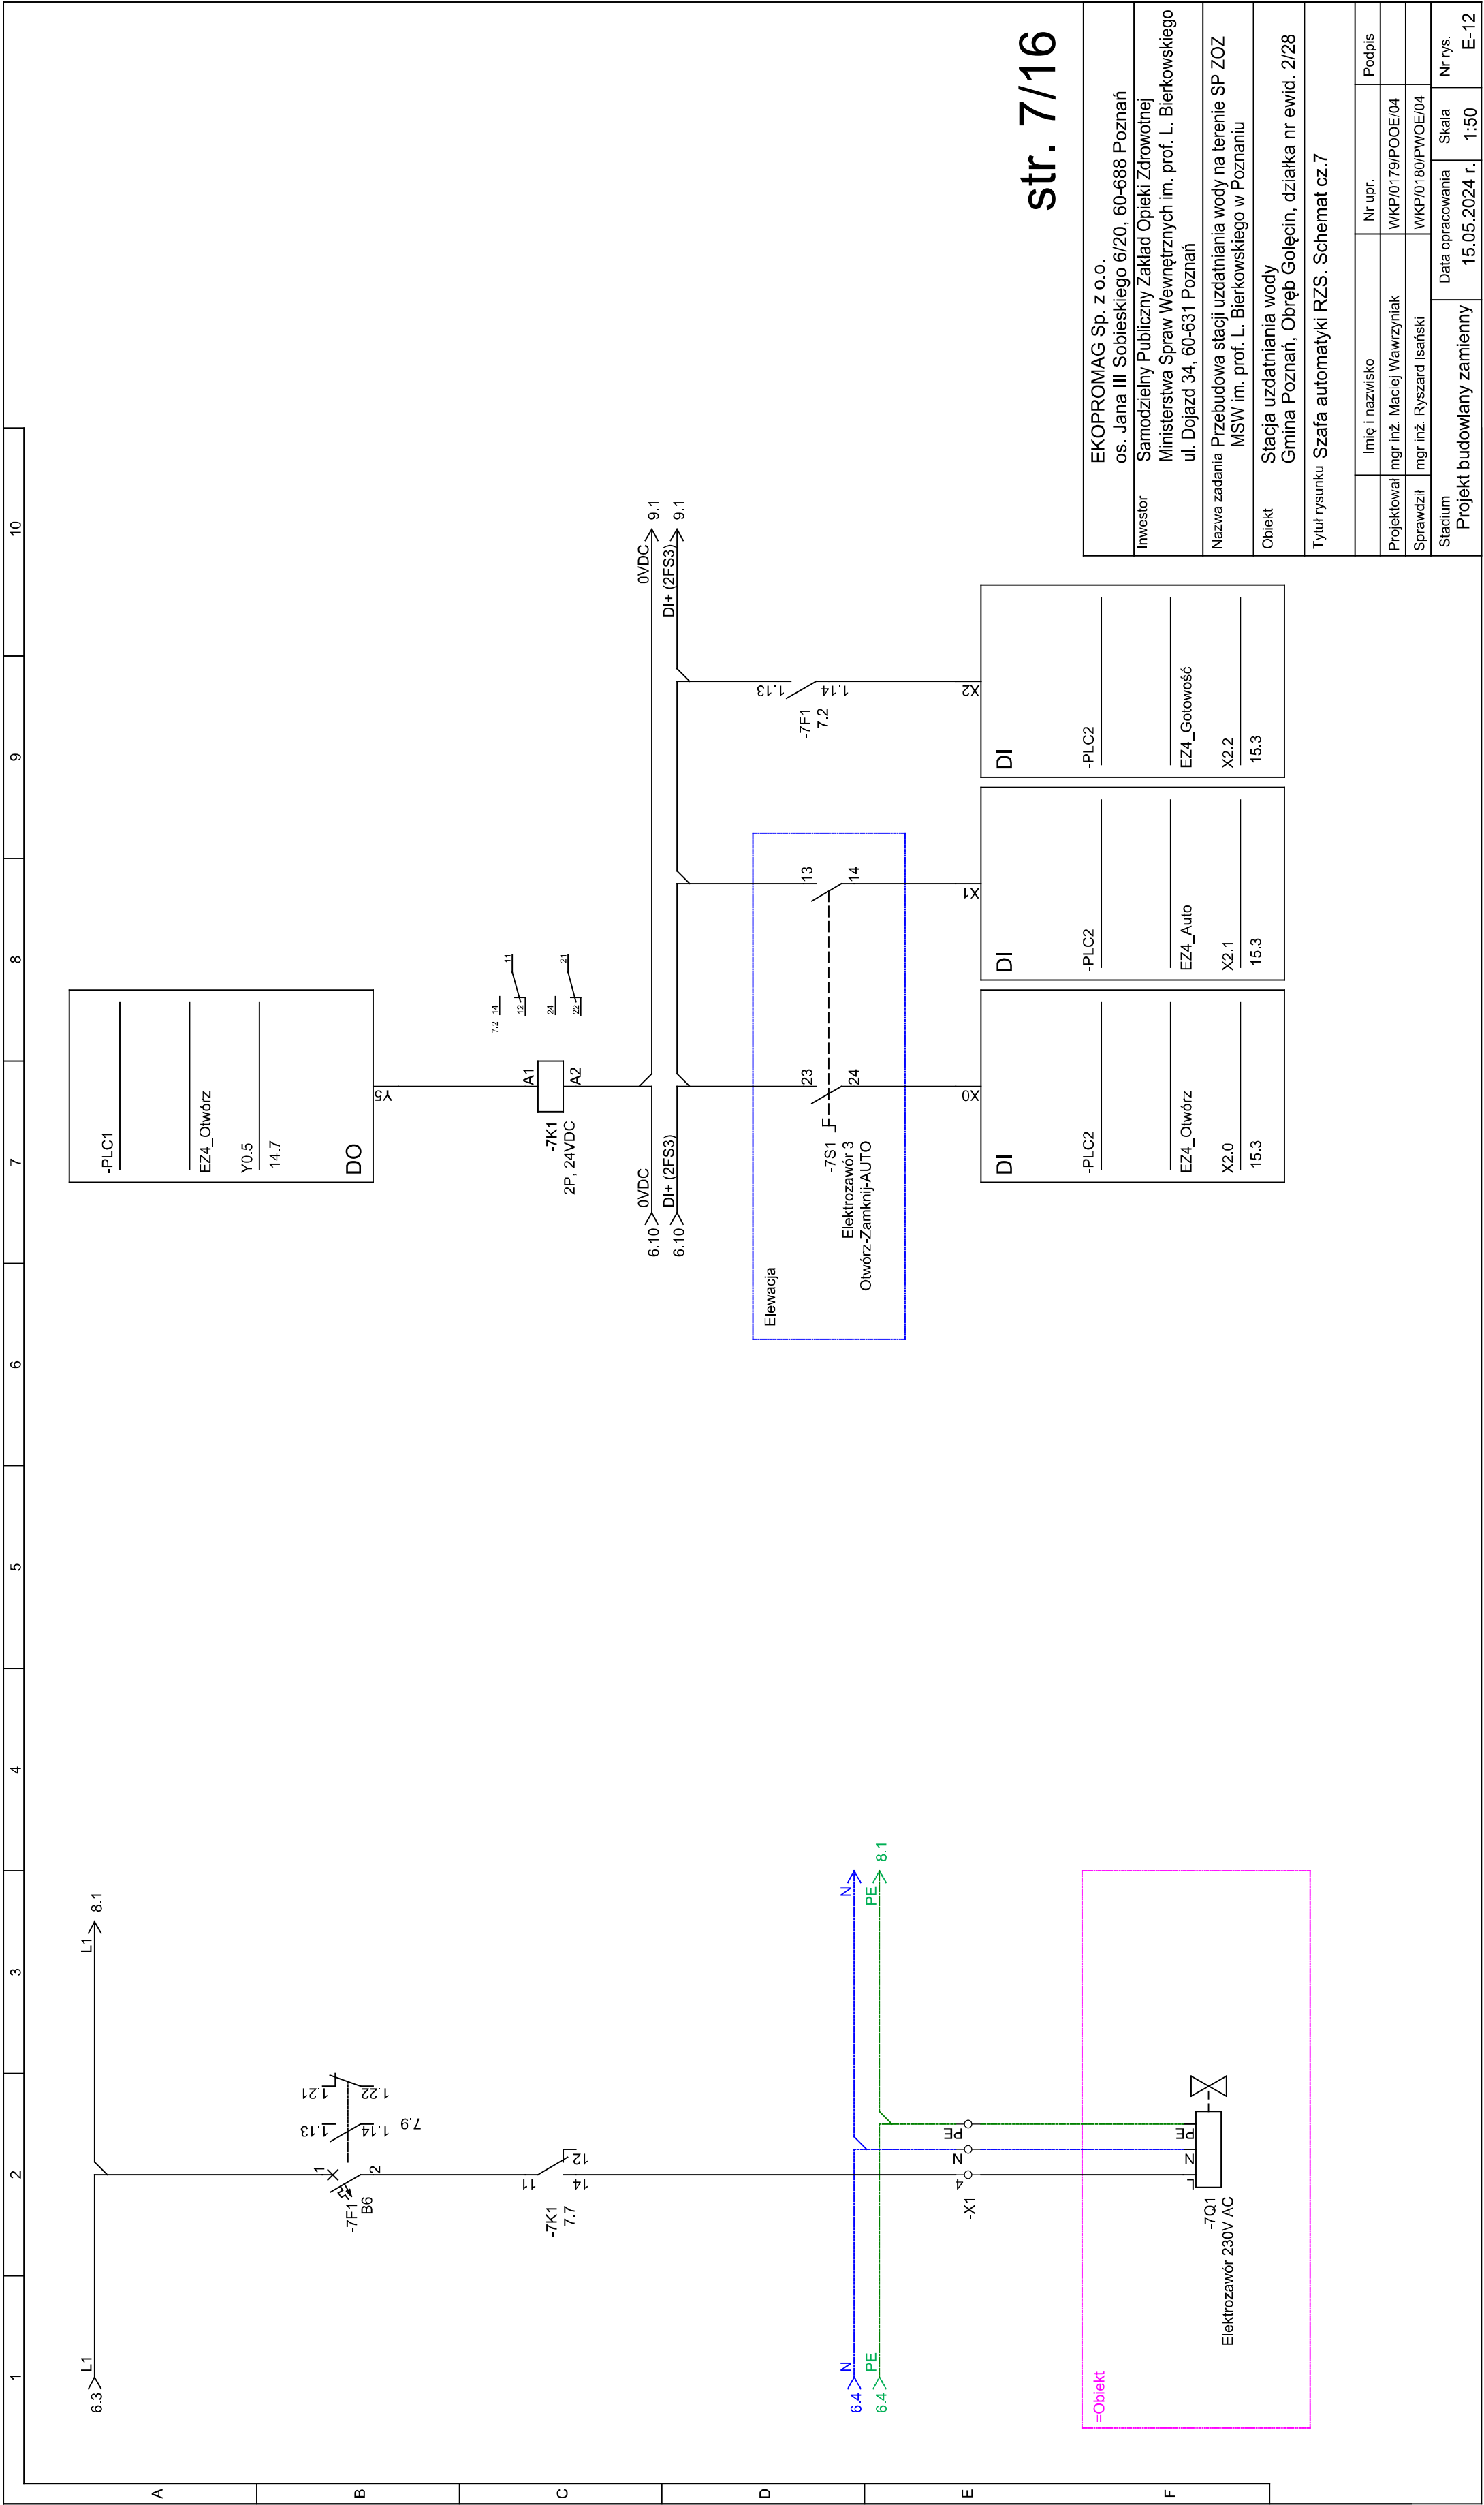 1 2 3 4 5 6 7 8 9 10
A
B
C
D
E
F
6.3 L1
L1 8.1
-7F1
B6
1
2
1.13
1.14
1.21
1.22
7.9
-7K1
7.7
11
14
12
6.4 N
N
6.4 PE
PE 8.1
-X1
4
N
PE
=Obiekt
-7Q1
Elektrozawór 230V AC
L
N
PE
-PLC1
EZ4_Otwórz
Y0.5
14.7
DO
Y5
-7K1
2P, 24VDC
A1
A2
7.2 14
12
11
24
22
21
6.10 0VDC
0VDC 9.1
6.10 DI+ (2FS3)
DI+ (2FS3) 9.1
Elewacja
-7S1
Elektrozawór 3
Otwórz-Zamknij-AUTO
23
24
13
14
-7F1
7.2
1.13
1.14
X0
X1
X2
DI
-PLC2
EZ4_Otwórz
X2.0
15.3
DI
-PLC2
EZ4_Auto
X2.1
15.3
DI
-PLC2
EZ4_Gotowość
X2.2
15.3
str. 7/16
EKOPROMAG Sp. z o.o.
os. Jana III Sobieskiego 6/20, 60-688 Poznań
Inwestor
Samodzielny Publiczny Zakład Opieki Zdrowotnej
Ministerstwa Spraw Wewnętrznych im. prof. L. Bierkowskiego
ul. Dojazd 34, 60-631 Poznań
Nazwa zadania Przebudowa stacji uzdatniania wody na terenie SP ZOZ
MSW im. prof. L. Bierkowskiego w Poznaniu
Obiekt
Stacja uzdatniania wody
Gmina Poznań, Obręb Golęcin, działka nr ewid. 2/28
Tytuł rysunku Szafa automatyki RZS. Schemat cz.7
Imię i nazwisko Nr upr. Podpis
Projektował mgr inż. Maciej Wawrzyniak WKP/0179/POOE/04
Sprawdził mgr inż. Ryszard Isański WKP/0180/PWOE/04
Stadium Data opracowania Skala Nr rys.
Projekt budowlany zamienny 15.05.2024 r. 1:50 E-12